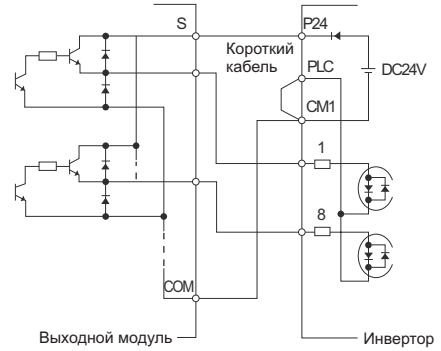 S
P24
Короткий
кабель
PLC
DC24V
CM1
1
8
COM
Выходной модуль
Инвертор